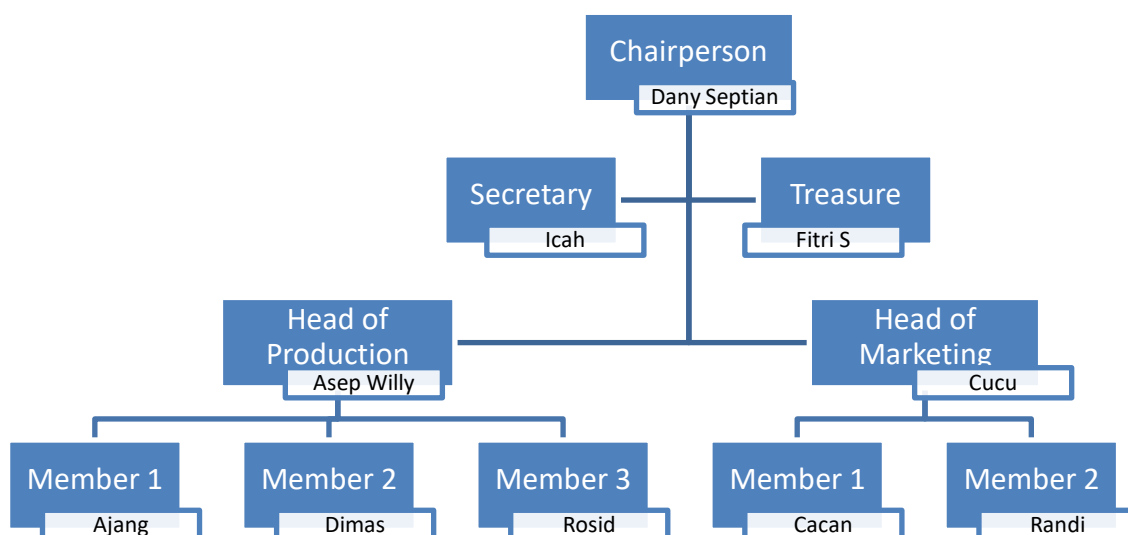 Chairperson
Dany Septian
Secretary
Icah
Treasure
Fitri S
Head of
Production
Asep Willy
Head of
Marketing
Cucu
Member 1
Ajang
Member 2
Dimas
Member 3
Rosid
Member 1
Cacan
Member 2
Randi